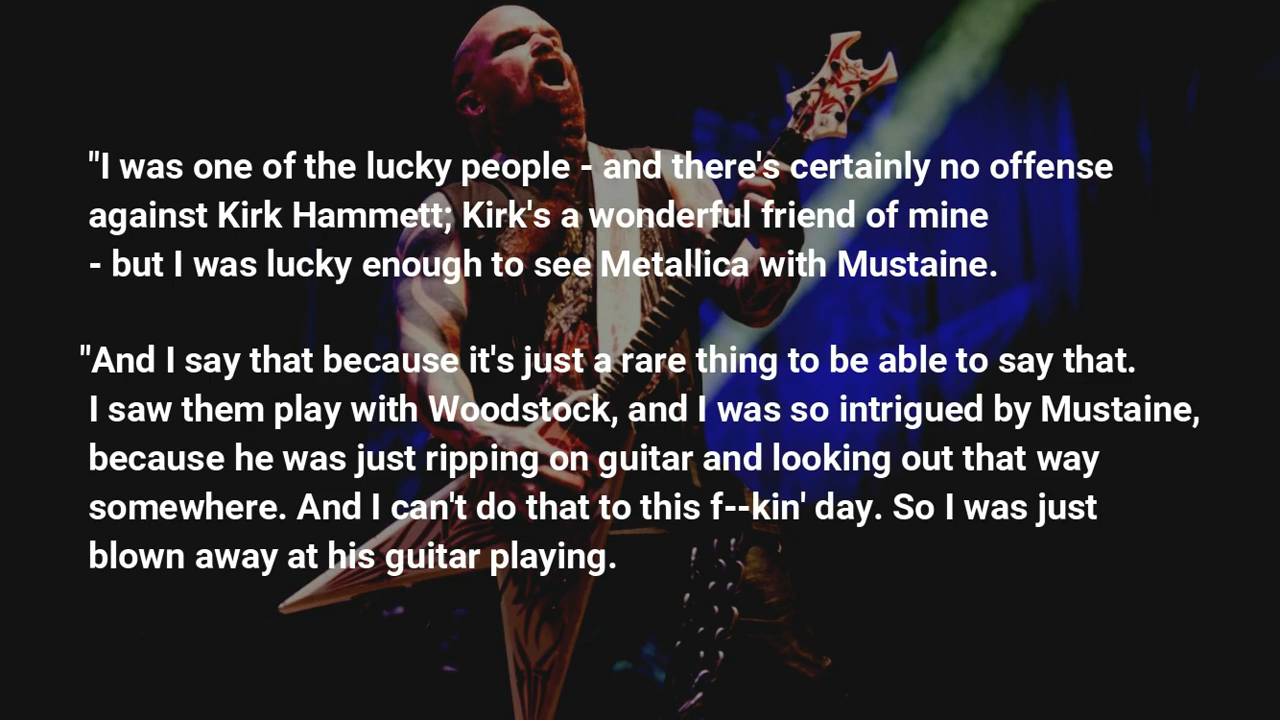 "I was one of the lucky people - and there's certainly no offense
against Kirk Hammett; Kirk's a wonderful friend of mine
- but I was lucky enough to see Metallica with Mustaine.
"And I say that because it's just a rare thing to be able to say that.
I saw them play with Woodstock, and I was so intrigued by Mustaine,
because he was just ripping on guitar and looking out that way
somewhere. And I can't do that to this f--kin' day. So I was just
blown away at his guitar playing.